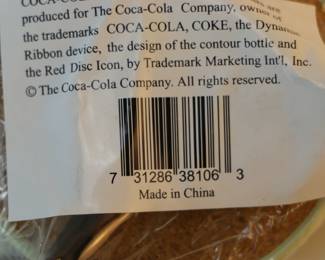 produced for The Coca-Cola Company, owner of
the trademarks COCA-COLA, COKE, the Dynamic
Ribbon device, the design of the contour bottle and
the Red Disc Icon, by Trademark Marketing Int'l, Inc.
© The Coca-Cola Company. All rights reserved.
7 31286 38106 3
Made in China